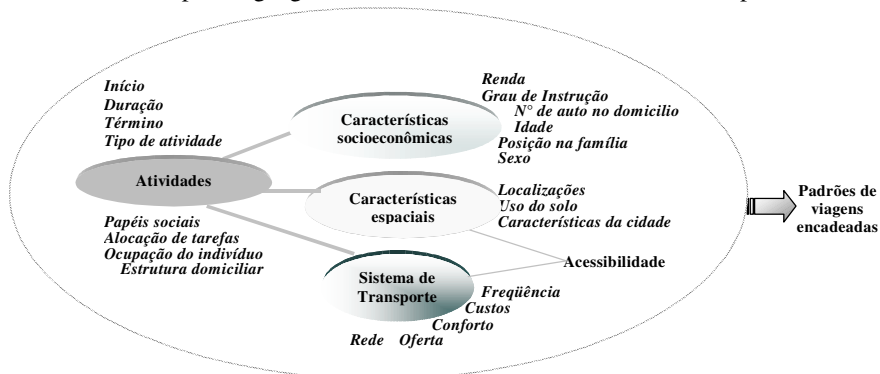 Início
Duração
Término
Tipo de atividade
Atividades
Papéis sociais
Alocação de tarefas
Ocupação do indivíduo
Estrutura domiciliar
Características
socioeconômicas
Renda
Grau de Instrução
N° de auto no domicilio
Idade
Posição na família
Sexo
Características
espaciais
Localizações
Uso do solo
Características da cidade
Acessibilidade
Sistema de
Transporte
Freqüência
Custos
Conforto
Rede Oferta
Padrões de
viagens
encadeadas